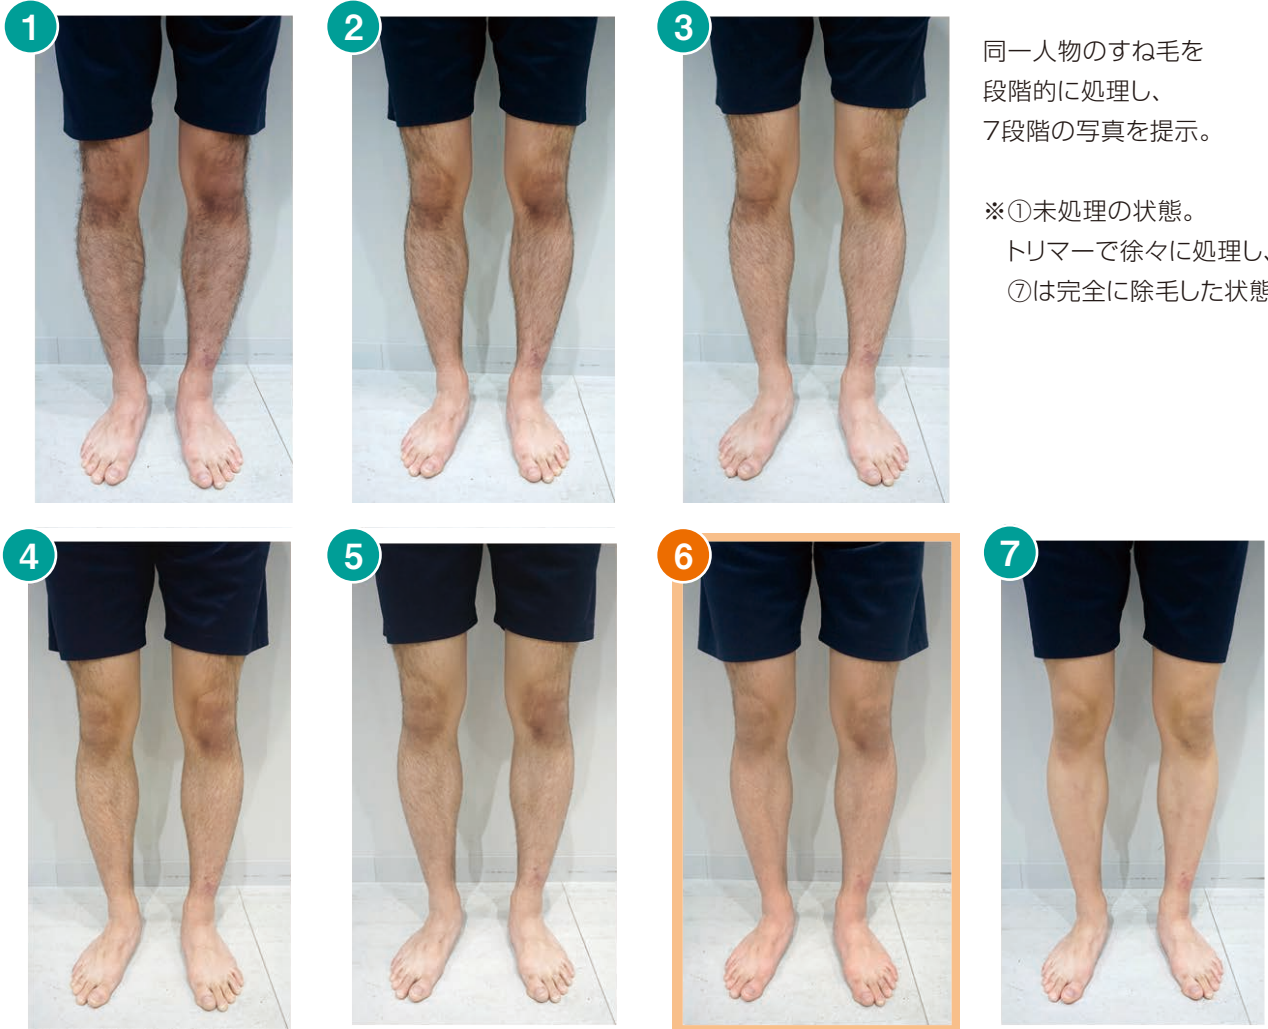 1
2
3
同一人物のすね毛を
段階的に処理し、
7段階の写真を提示。
※①未処理の状態。
トリマーで徐々に処理し、
⑦は完全に除毛した状態
4
5
6
7